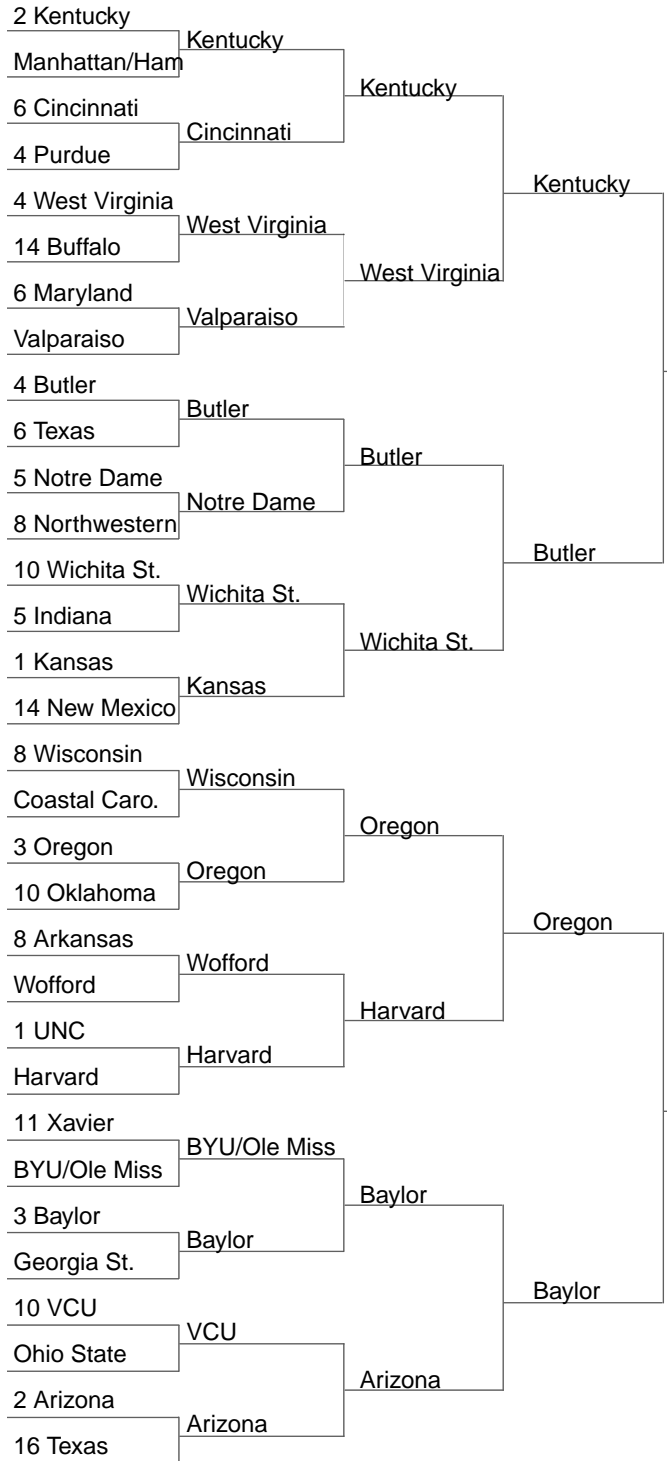 2 Kentucky
Manhattan/Ham
6 Cincinnati
4 Purdue
4 West Virginia
14 Buffalo
6 Maryland
Valparaiso
4 Butler
6 Texas
5 Notre Dame
8 Northwestern
10 Wichita St.
5 Indiana
1 Kansas
14 New Mexico
8 Wisconsin
Coastal Caro.
3 Oregon
10 Oklahoma
8 Arkansas
Wofford
1 UNC
Harvard
11 Xavier
BYU/Ole Miss
3 Baylor
Georgia St.
10 VCU
Ohio State
2 Arizona
16 Texas
Kentucky
Cincinnati
West Virginia
Valparaiso
Butler
Notre Dame
Wichita St.
Kansas
Wisconsin
Oregon
Wofford
Harvard
BYU/Ole Miss
Baylor
VCU
Arizona
Kentucky
West Virginia
Butler
Wichita St.
Oregon
Harvard
Baylor
Arizona
Kentucky
Butler
Oregon
Baylor